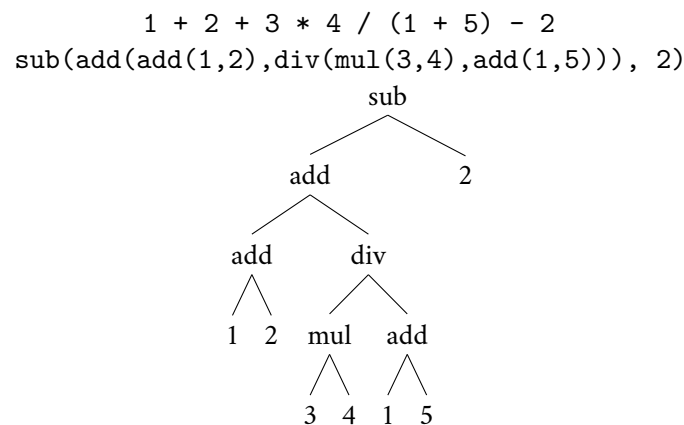 1 + 2 + 3 * 4 / (1 + 5) - 2
sub(add(add(1,2),div(mul(3,4),add(1,5))), 2)
sub
add 2
add div
1 2 mul add
3 4 1 5